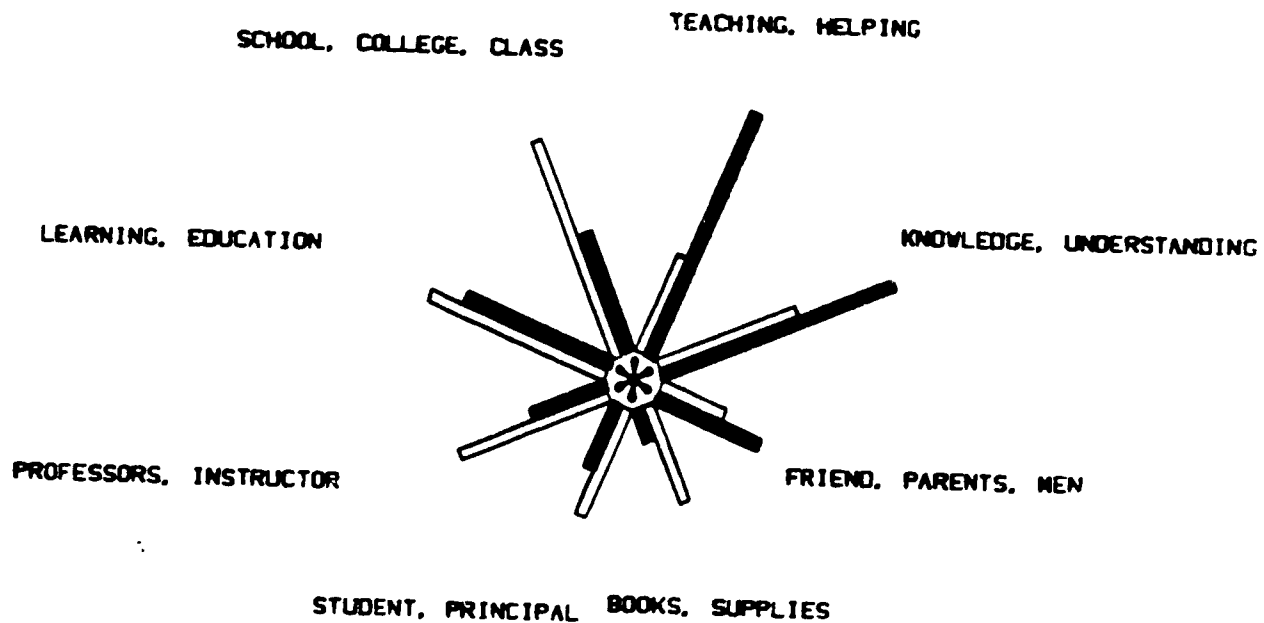 TEACHING, HELPING
SCHOOL, COLLEGE, CLASS
LEARNING, EDUCATION
KNOWLEDGE, UNDERSTANDING
PROFESSORS, INSTRUCTOR
FRIEND, PARENTS, MEN
STUDENT, PRINCIPAL
BOOKS, SUPPLIES